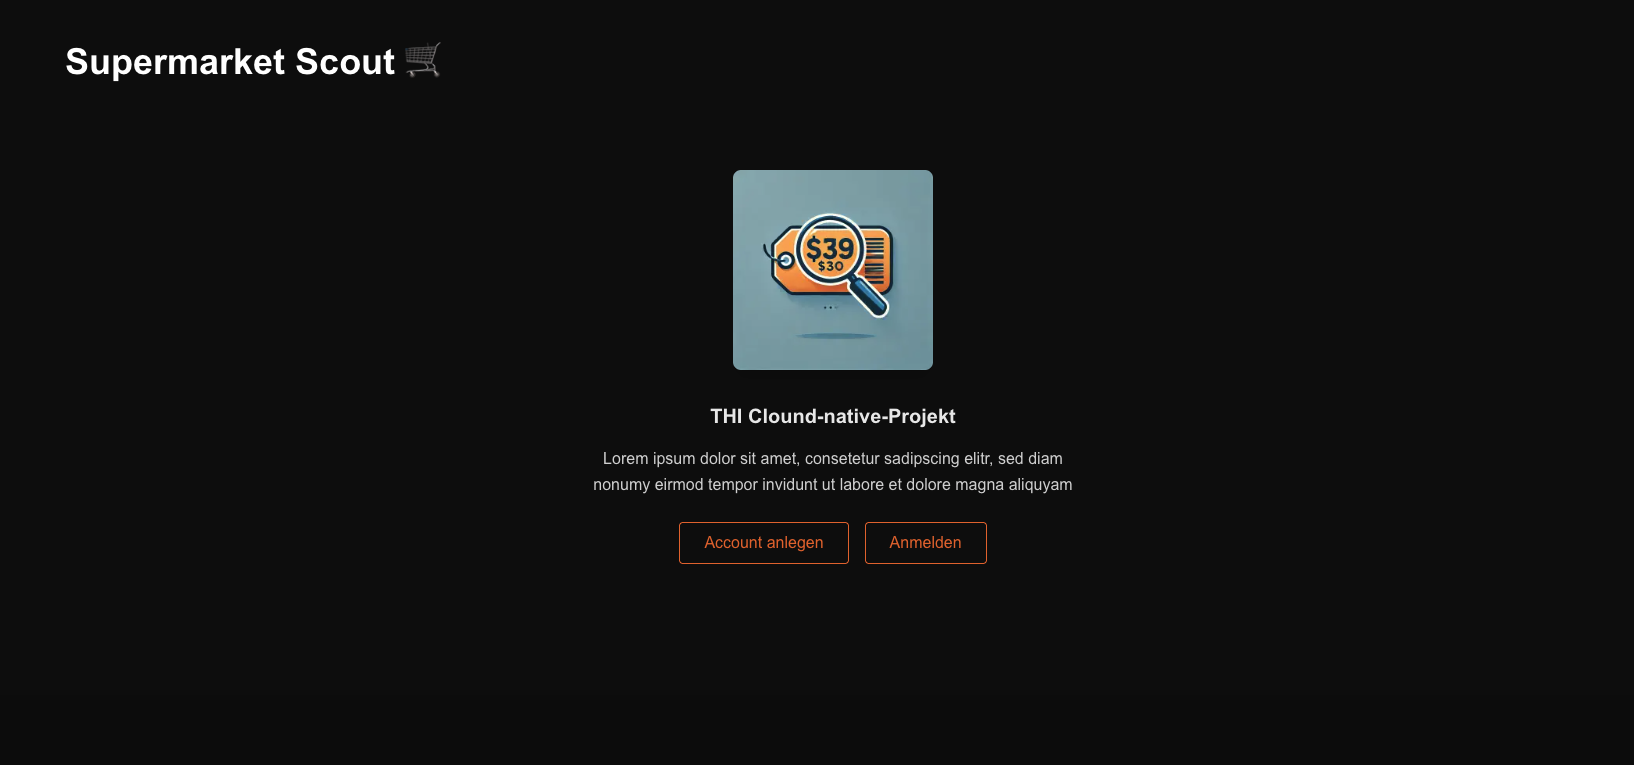 Supermarket Scout
$39
$30
THI Clound-native-Projekt
Lorem ipsum dolor sit amet, consetetur sadipscing elitr, sed diam
nonumy eirmod tempor invidunt ut labore et dolore magna aliquyam
Account anlegen
Anmelden